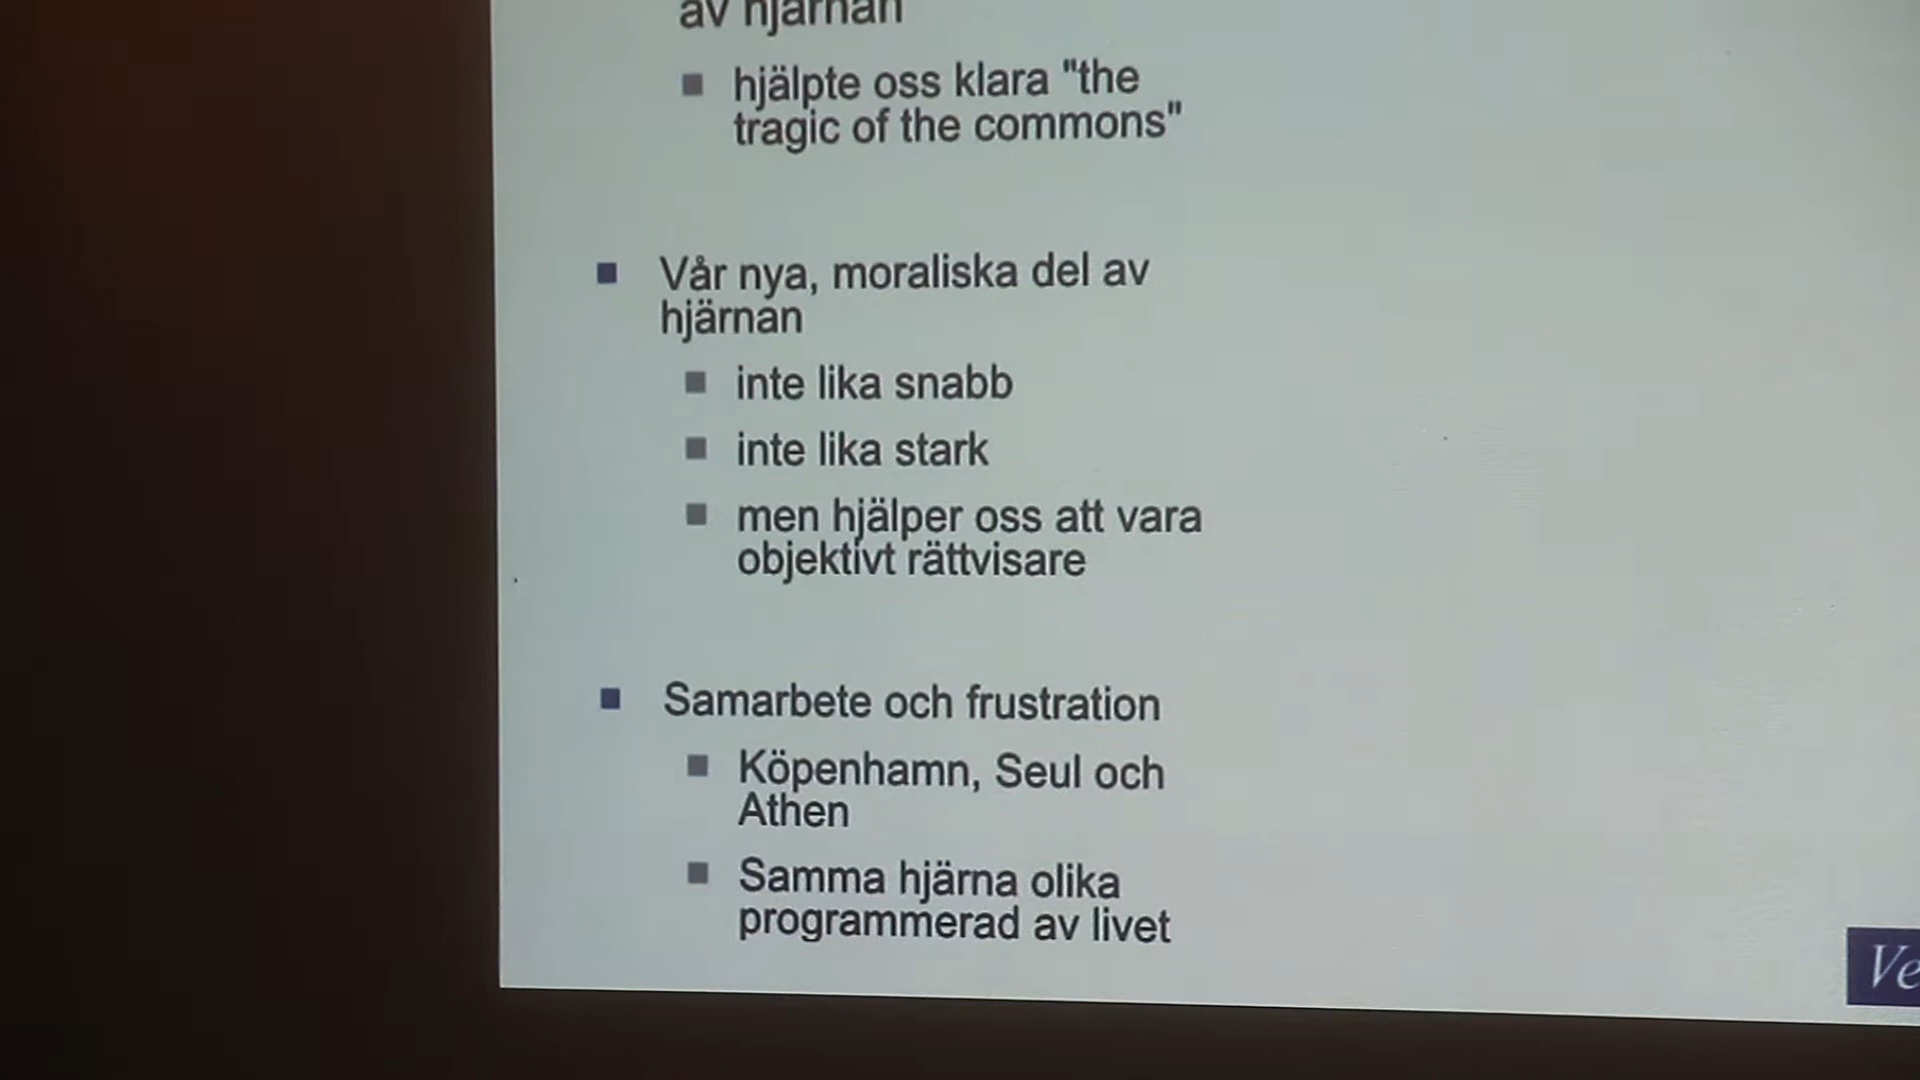 av hjärnan
hjälpte oss klara "the
tragic of the commons"
Vår nya, moraliska del av
hjärnan
inte lika snabb
inte lika stark
men hjälper oss att vara
objektivt rättvisare
Samarbete och frustration
Köpenhamn, Seul och
Athen
Samma hjärna olika
programmerad av livet
Ve